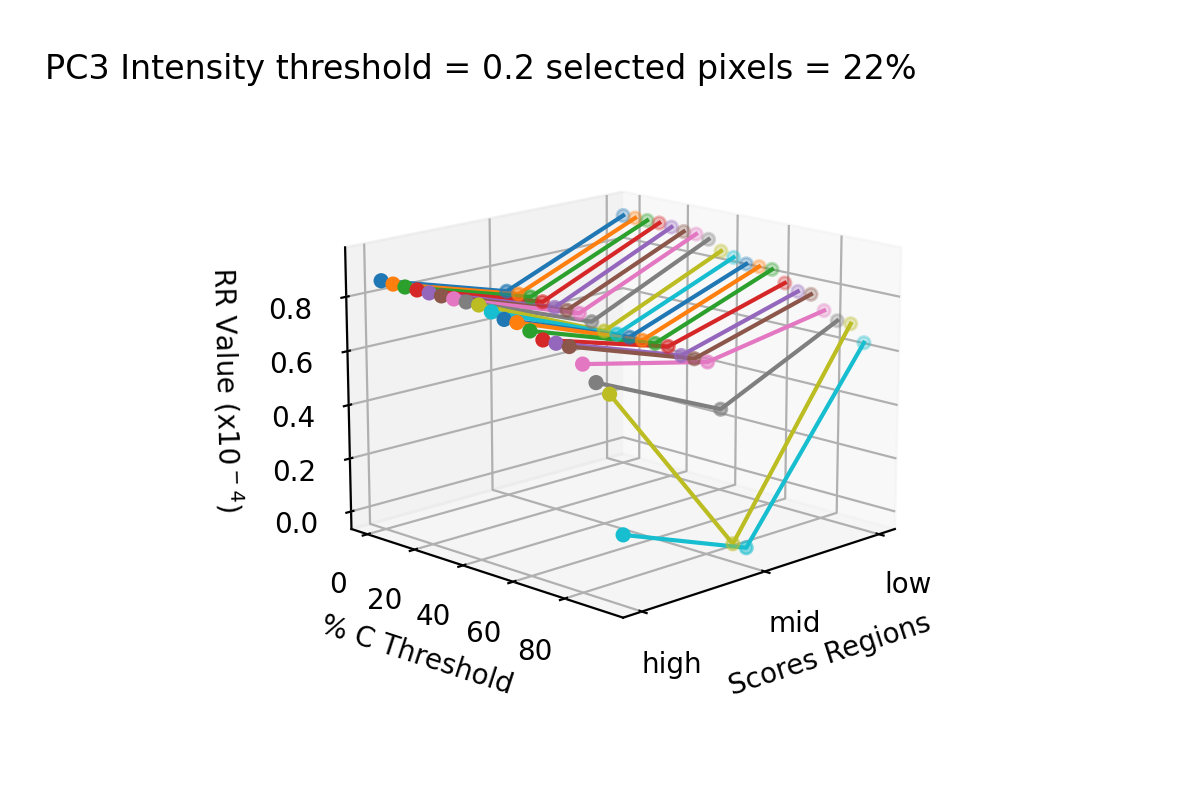 PC3 Intensity threshold = 0.2 selected pixels = 22%
RR Value (x10⁻⁴)
0.8
0.6
0.4
0.2
0.0
0
20
40
60
80
% C Threshold
high
mid
low
Scores Regions